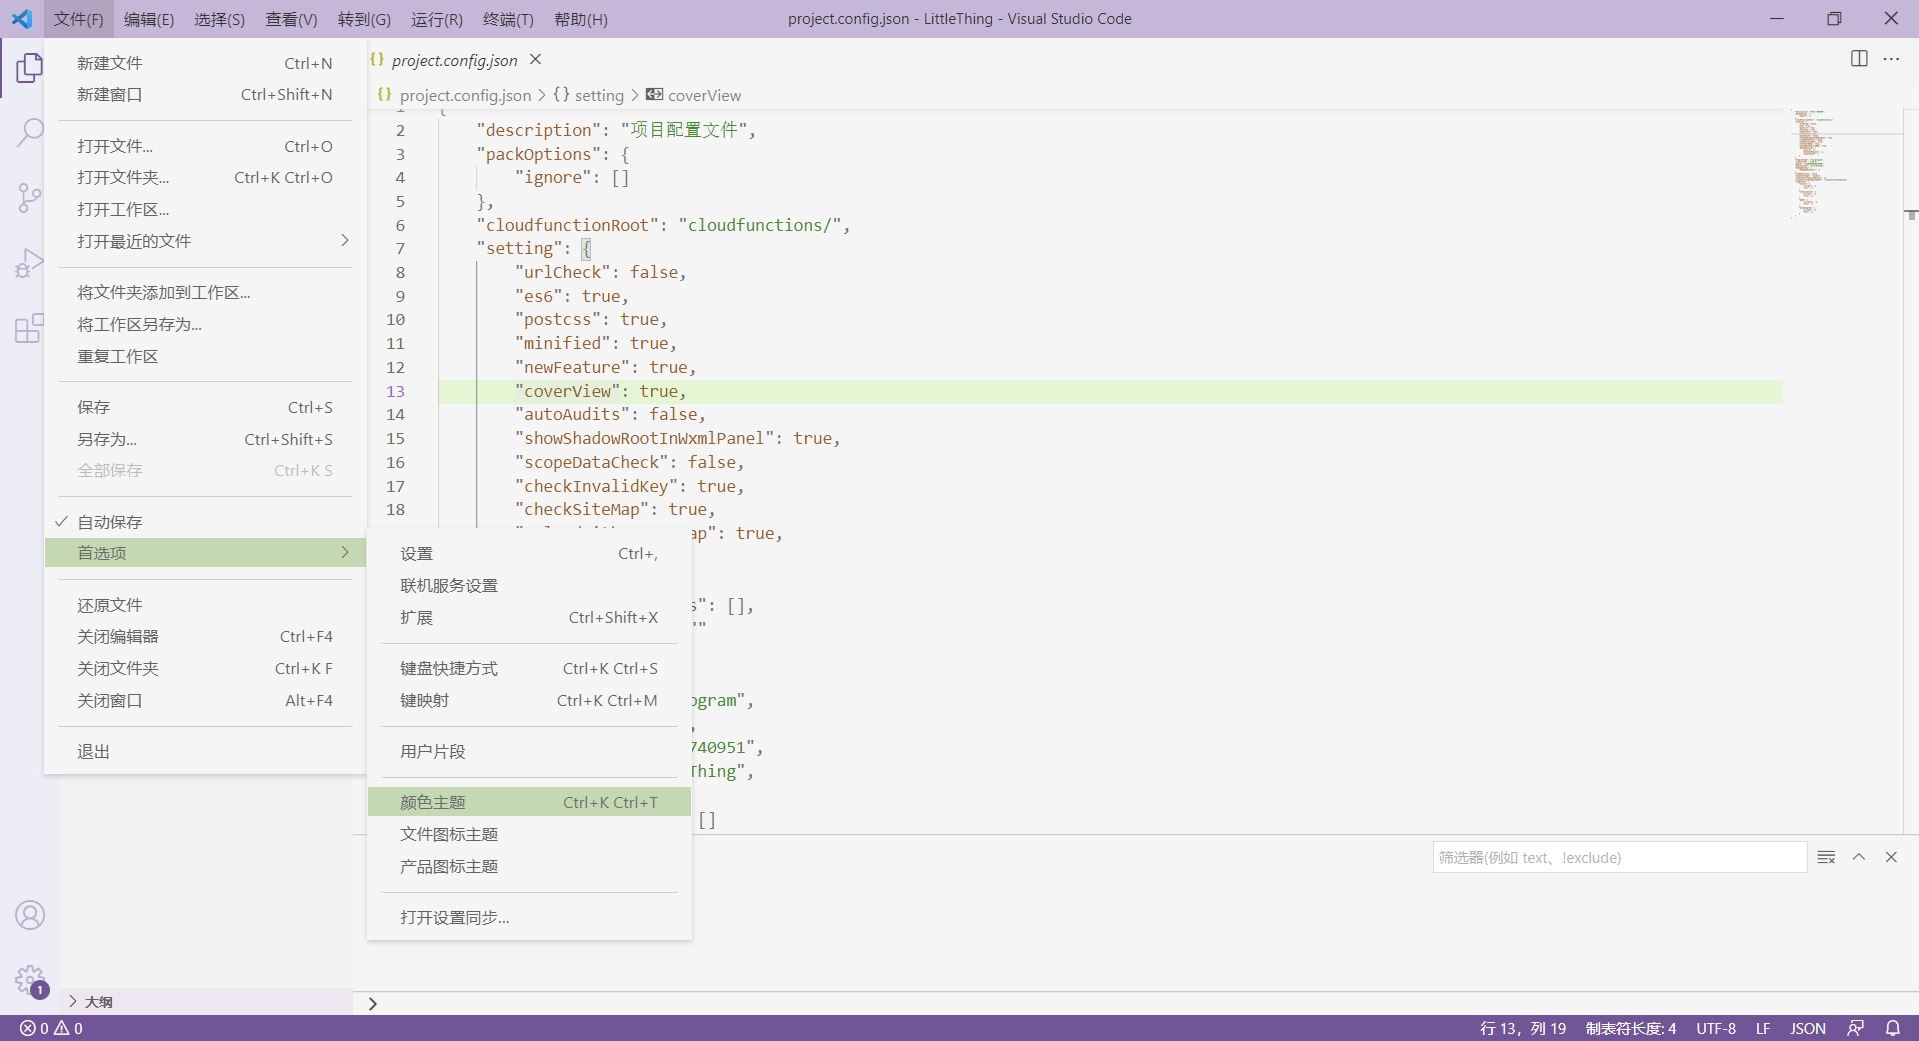 文件(F) 编辑(E) 选择(S) 查看(V) 转到(G) 运行(R) 终端(T) 帮助(H) project.config.json - LittleThing - Visual Studio Code
新建文件 Ctrl+N
新建窗口 Ctrl+Shift+N
打开文件... Ctrl+O
打开文件夹... Ctrl+K Ctrl+O
打开工作区...
打开最近的文件
将文件夹添加到工作区...
将工作区另存为...
重复工作区
保存 Ctrl+S
另存为... Ctrl+Shift+S
全部保存 Ctrl+K S
自动保存
首选项
还原文件
关闭编辑器 Ctrl+F4
关闭文件夹 Ctrl+K F
关闭窗口 Alt+F4
退出
设置 Ctrl+,
联机服务设置
扩展 Ctrl+Shift+X
键盘快捷方式 Ctrl+K Ctrl+S
键映射 Ctrl+K Ctrl+M
用户片段
颜色主题 Ctrl+K Ctrl+T
文件图标主题
产品图标主题
打开设置同步...
{} project.config.json
{} project.config.json > {} setting > coverView
2 "description": "项目配置文件",
3 "packOptions": {
4 "ignore": []
5 },
6 "cloudfunctionRoot": "cloudfunctions/",
7 "setting": {
8 "urlCheck": false,
9 "es6": true,
10 "postcss": true,
11 "minified": true,
12 "newFeature": true,
13 "coverView": true,
14 "autoAudits": false,
15 "showShadowRootInWxmlPanel": true,
16 "scopeDataCheck": false,
17 "checkInvalidKey": true,
18 "checkSiteMap": true,
ap": true,
s": [],
""
ogram",
,
740951",
Thing",
[]
筛选器(例如 text、!exclude)
1
大纲
0 0 行 13，列 19 制表符长度: 4 UTF-8 LF JSON